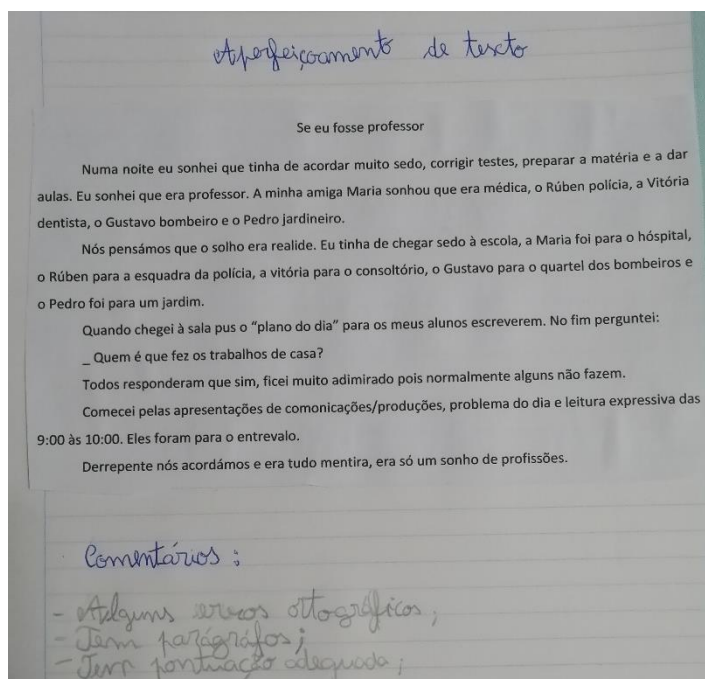 Aperfeiçoamento de texto
Se eu fosse professor
Numa noite eu sonhei que tinha de acordar muito sedo, corrigir testes, preparar a matéria e a dar
aulas. Eu sonhei que era professor. A minha amiga Maria sonhou que era médica, o Rúben polícia, a Vitória
dentista, o Gustavo bombeiro e o Pedro jardineiro.
Nós pensámos que o solho era realide. Eu tinha de chegar sedo à escola, a Maria foi para o hóspital,
o Rúben para a esquadra da polícia, a vitória para o consoltório, o Gustavo para o quartel dos bombeiros e
o Pedro foi para um jardim.
Quando chegei à sala pus o “plano do dia” para os meus alunos escreverem. No fim perguntei:
_ Quem é que fez os trabalhos de casa?
Todos responderam que sim, ficei muito adimirado pois normalmente alguns não fazem.
Comecei pelas apresentações de comonicações/produções, problema do dia e leitura expressiva das
9:00 às 10:00. Eles foram para o entrevalo.
Derrepente nós acordámos e era tudo mentira, era só um sonho de profissões.
Comentários :
- Alguns erros ortográficos ;
- Tem parágráfos ;
- Tem pontuação adequada ;